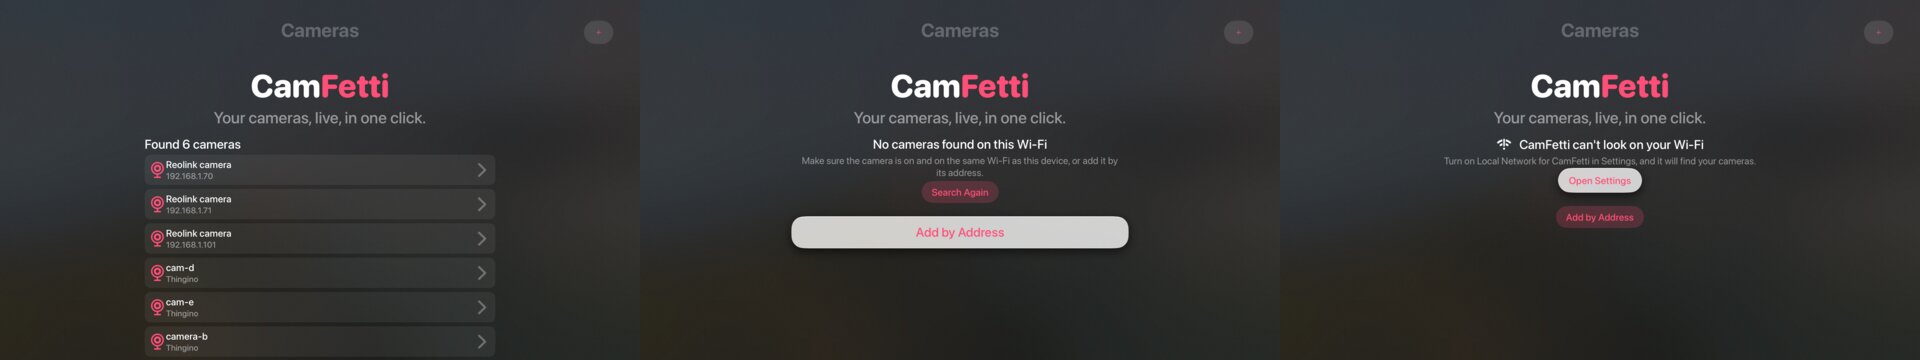 Cameras
+
CamFetti
Your cameras, live, in one click.
Found 6 cameras
Reolink camera
192.168.1.70
Reolink camera
192.168.1.71
Reolink camera
192.168.1.101
cam-d
Thingino
cam-e
Thingino
camera-b
Thingino
Cameras
+
CamFetti
Your cameras, live, in one click.
No cameras found on this Wi-Fi
Make sure the camera is on and on the same Wi-Fi as this device, or add it by
its address.
Search Again
Add by Address
Cameras
+
CamFetti
Your cameras, live, in one click.
CamFetti can't look on your Wi-Fi
Turn on Local Network for CamFetti in Settings, and it will find your cameras.
Open Settings
Add by Address